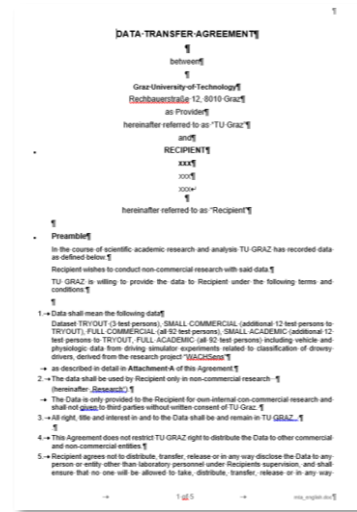 DATA TRANSFER AGREEMENT¶
¶
between¶
¶
Graz University of Technology¶
Rechbauerstraße 12, 8010 Graz¶
as Provider¶
hereinafter referred to as "TU Graz"¶
and¶
RECIPIENT¶
xxx¶
xxx¶
xxx↵
¶
hereinafter referred to as "Recipient"¶
¶
Preamble¶
In the course of scientific academic research and analysis TU GRAZ has recorded data
as defined below.¶
Recipient wishes to conduct non-commercial research with said data ¶
TU GRAZ is willing to provide the data to Recipient under the following terms and
conditions:¶
¶
1.→ Data shall mean the following data¶
Dataset TRYOUT (3 test persons), SMALL COMMERCIAL (additional 12 test persons to
TRYOUT), FULL COMMERCIAL (all 92 test persons), SMALL ACADEMIC (additional 12 test
persons to TRYOUT, FULL ACADEMIC (all 92 test persons) including vehicle and
physiologic data from driving simulator experiments related to classification of drowsy
drivers, derived from the research project "WACHSens"¶
→ as described in detail in Attachment A of this Agreement.¶
2.→ The data shall be used by Recipient only in non-commercial research ¶
(hereinafter „Research“) ¶
→ The Data is only provided to the Recipient for own internal con-commercial research and
shall not given to third parties without written consent of TU Graz. ¶
3.→ All right, title and interest in and to the Data shall be and remain in TU GRAZ. ¶
¶
4.→ This Agreement does not restrict TU GRAZ right to distribute the Data to other commercial
and non-commercial entities.¶
5.→ Recipient agrees not to distribute, transfer, release or in any way disclose the Data to any
person or entity other than laboratory personnel under Recipients supervision, and shall
ensure that no one will be allowed to take, distribute, transfer, release or in any way
→ 1 of 5 → mta_english.doc¶